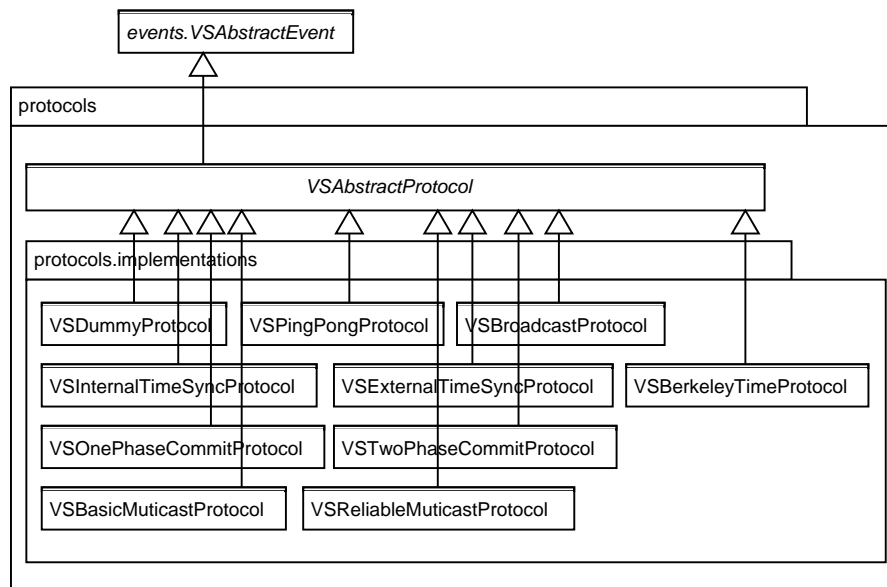 events.VSAbstractEvent
protocols
VSAbstractProtocol
protocols.implementations
VSDummyProtocol
VSPingPongProtocol
VSBroadcastProtocol
VSInternalTimeSyncProtocol
VSExternalTimeSyncProtocol
VSBerkeleyTimeProtocol
VSOnePhaseCommitProtocol
VSTwoPhaseCommitProtocol
VSBasicMuticastProtocol
VSReliableMuticastProtocol